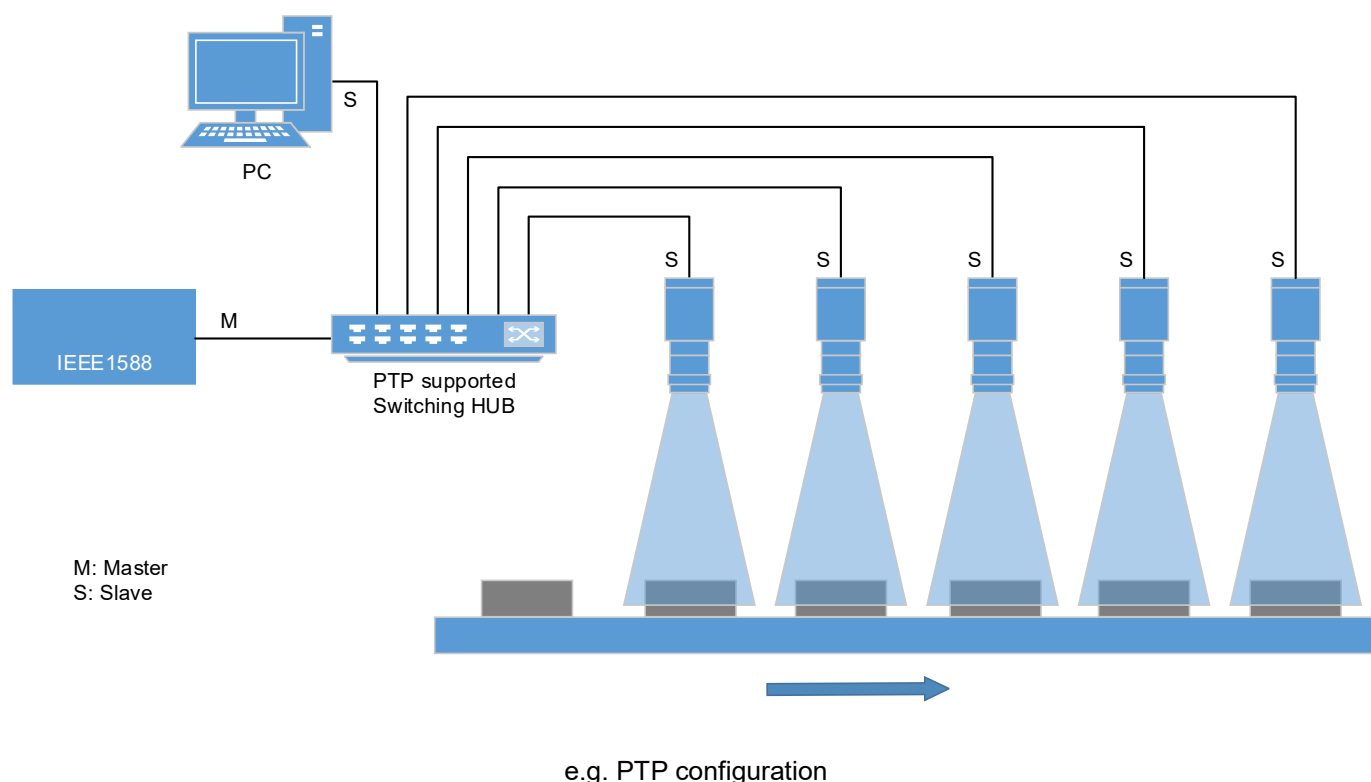 S
PC
S
S
S
S
S
M
IEEE1588
PTP supported
Switching HUB
M: Master
S: Slave
e.g. PTP configuration